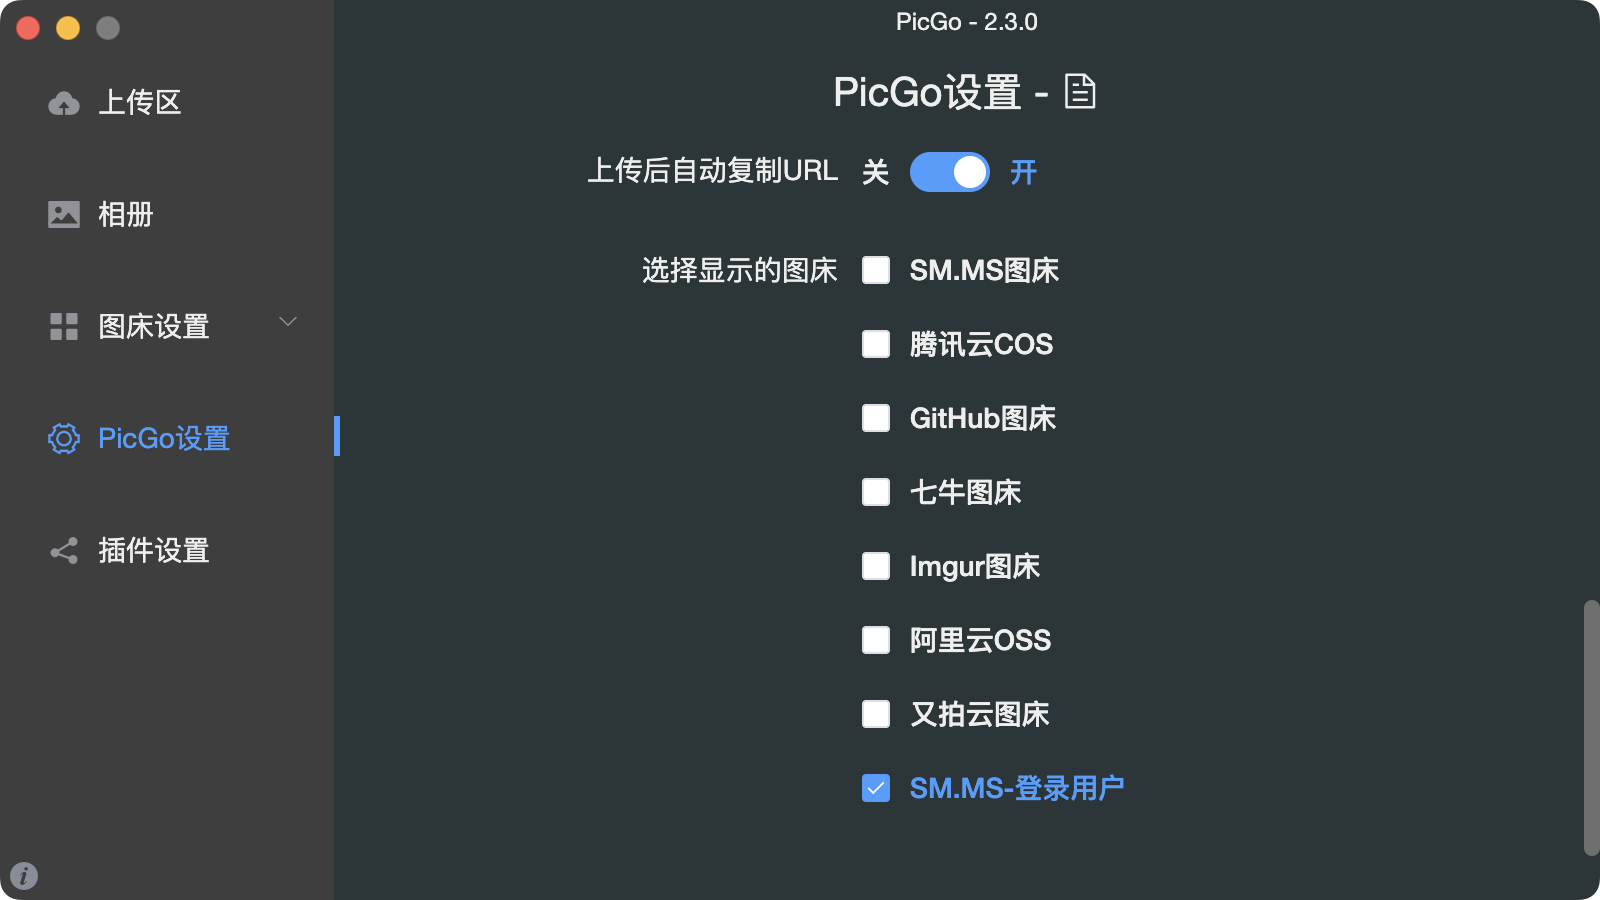 PicGo - 2.3.0
上传区
相册
图床设置
PicGo设置
插件设置
PicGo设置 -
上传后自动复制URL 关 开
选择显示的图床 SM.MS图床
腾讯云COS
GitHub图床
七牛图床
Imgur图床
阿里云OSS
又拍云图床
SM.MS-登录用户